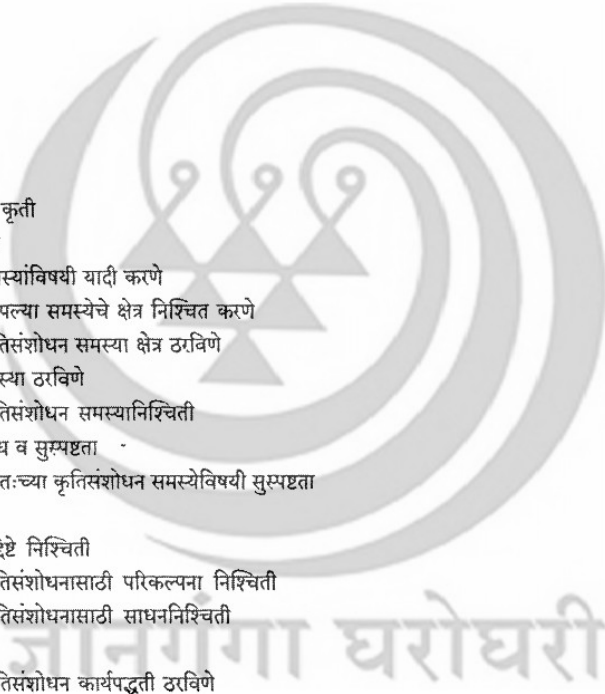 कृती
स्यांविषयी यादी करणे
पल्या समस्येचे क्षेत्र निश्चित करणे
तिसंशोधन समस्या क्षेत्र ठरविणे
स्या ठरविणे
तिसंशोधन समस्यानिश्चिती
ध व सुस्पष्टता
तःच्या कृतिसंशोधन समस्येविषयी सुस्पष्टता
निश्चिती
तिसंशोधनासाठी परिकल्पना निश्चिती
तिसंशोधनासाठी साधननिश्चिती
ज्ञानगंगा घरोघरी
तिसंशोधन कार्यपद्धती ठरविणे